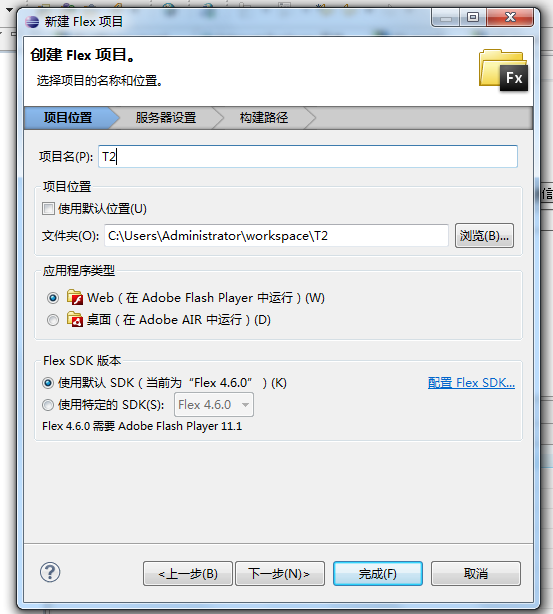 新建 Flex 项目
创建 Flex 项目。
选择项目的名称和位置。
Fx
项目位置 服务器设置 构建路径
项目名(P): T2
项目位置
使用默认位置(U)
文件夹(O): C:\Users\Administrator\workspace\T2 浏览(B)...
应用程序类型
Web（在 Adobe Flash Player 中运行）(W)
桌面（在 Adobe AIR 中运行）(D)
Flex SDK 版本
使用默认 SDK（当前为“Flex 4.6.0”）(K) 配置 Flex SDK...
使用特定的 SDK(S): Flex 4.6.0
Flex 4.6.0 需要 Adobe Flash Player 11.1
? <上一步(B) 下一步(N)> 完成(F) 取消
信